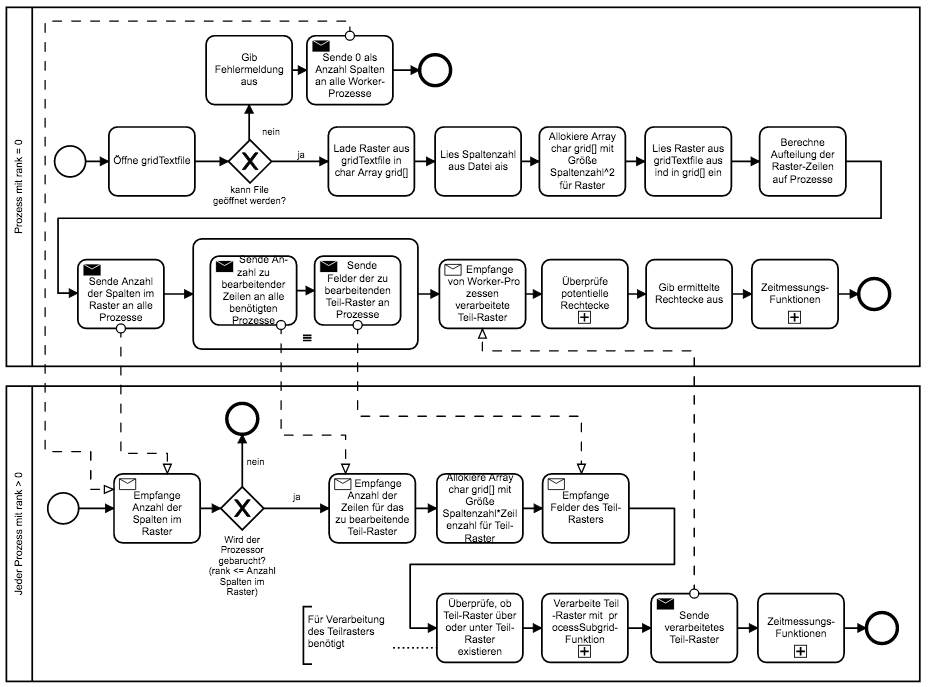 Prozess mit rank = 0
Gib
Fehlermeldung
aus
Sende 0 als
Anzahl Spalten
an alle Worker-
Prozesse
nein
Öffne gridTextfile
kann File
geöffnet werden?
ja
Lade Raster aus
gridTextfile in
char Array grid[]
Lies Spaltenzahl
aus Datei ais
Allokiere Array
char grid[] mit
Größe
Spaltenzahl^2
für Raster
Lies Raster aus
gridTextfile aus
ind in grid[] ein
Berechne
Aufteilung der
Raster-Zeilen
auf Prozesse
Sende Anzahl
der Spalten im
Raster an alle
Prozesse
Sende An-
zahl zu
bearbeitender
Zeilen an alle
benötigten
Prozesse
Sende
Felder der zu
bearbeitenden
Teil-Raster an
Prozesse
Empfange
von Worker-Pro
zessen
verarbeitete
Teil-Raster
Überprüfe
potentielle
Rechtecke
Gib ermittelte
Rechtecke aus
Zeitmessungs-
Funktionen
Jeder Prozess mit rank > 0
Empfange
Anzahl der
Spalten im
Raster
nein
ja
Wird der
Prozessor
gebarucht?
(rank <= Anzahl
Spalten im
Raster)
Empfange
Anzahl der
Zeilen für das
zu bearbeitende
Teil-Raster
Allokiere Array
char grid[] mit
Größe
Spaltenzahl*Zeil
enzahl für Teil-
Raster
Empfange
Felder des Teil-
Rasters
Für Verarbeitung
des Teilrasters
benötigt
Überprüfe, ob
Teil-Raster über
oder unter Teil-
Raster
existieren
Verarbeite Teil
-Raster mit pr
ocessSubgrid-
Funktion
Sende
verarbeitetes
Teil-Raster
Zeitmessungs-
Funktionen